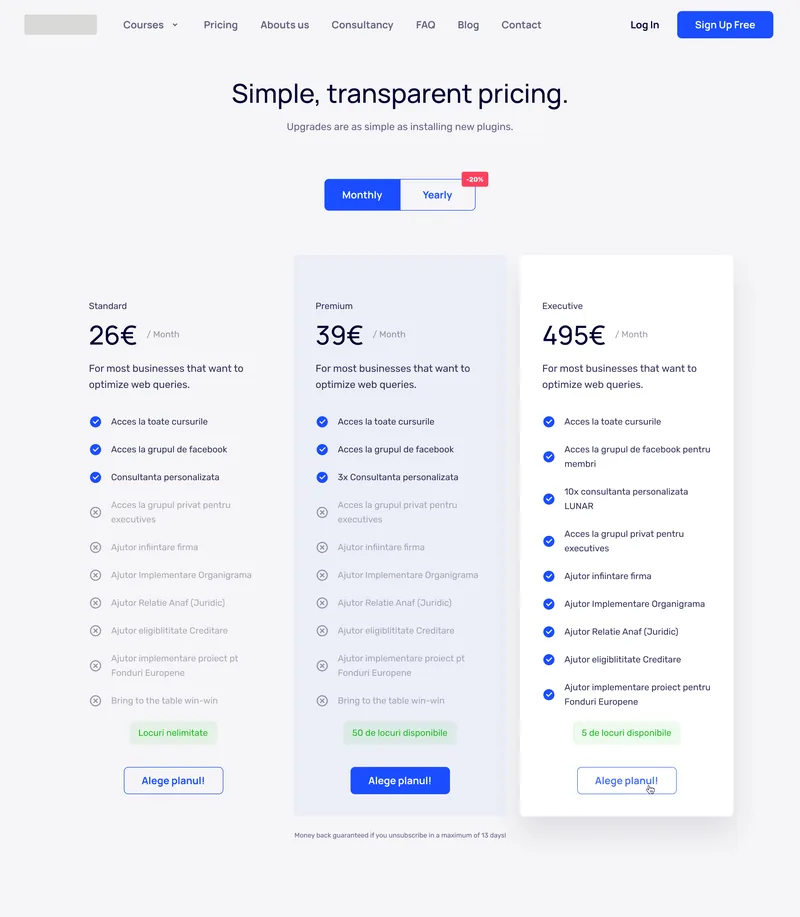 Courses
Pricing
Abouts us
Consultancy
FAQ
Blog
Contact
Log In
Sign Up Free
Simple, transparent pricing.
Upgrades are as simple as installing new plugins.
Monthly
Yearly
-20%
Standard
26€ / Month
For most businesses that want to
optimize web queries.
Acces la toate cursurile
Acces la grupul de facebook
Consultanta personalizata
Acces la grupul privat pentru
executives
Ajutor infiintare firma
Ajutor Implementare Organigrama
Ajutor Relatie Anaf (Juridic)
Ajutor eligiblititate Creditare
Ajutor implementare proiect pt
Fonduri Europene
Bring to the table win-win
Locuri nelimitate
Alege planul!
Premium
39€ / Month
For most businesses that want to
optimize web queries.
Acces la toate cursurile
Acces la grupul de facebook
3x Consultanta personalizata
Acces la grupul privat pentru
executives
Ajutor infiintare firma
Ajutor Implementare Organigrama
Ajutor Relatie Anaf (Juridic)
Ajutor eligiblititate Creditare
Ajutor implementare proiect pt
Fonduri Europene
Bring to the table win-win
50 de locuri disponibile
Alege planul!
Executive
495€ / Month
For most businesses that want to
optimize web queries.
Acces la toate cursurile
Acces la grupul de facebook pentru
membri
10x consultanta personalizata
LUNAR
Acces la grupul privat pentru
executives
Ajutor infiintare firma
Ajutor Implementare Organigrama
Ajutor Relatie Anaf (Juridic)
Ajutor eligiblititate Creditare
Ajutor implementare proiect pentru
Fonduri Europene
5 de locuri disponibile
Alege planul!
Money back guaranteed if you unsubscribe in a maximum of 13 days!